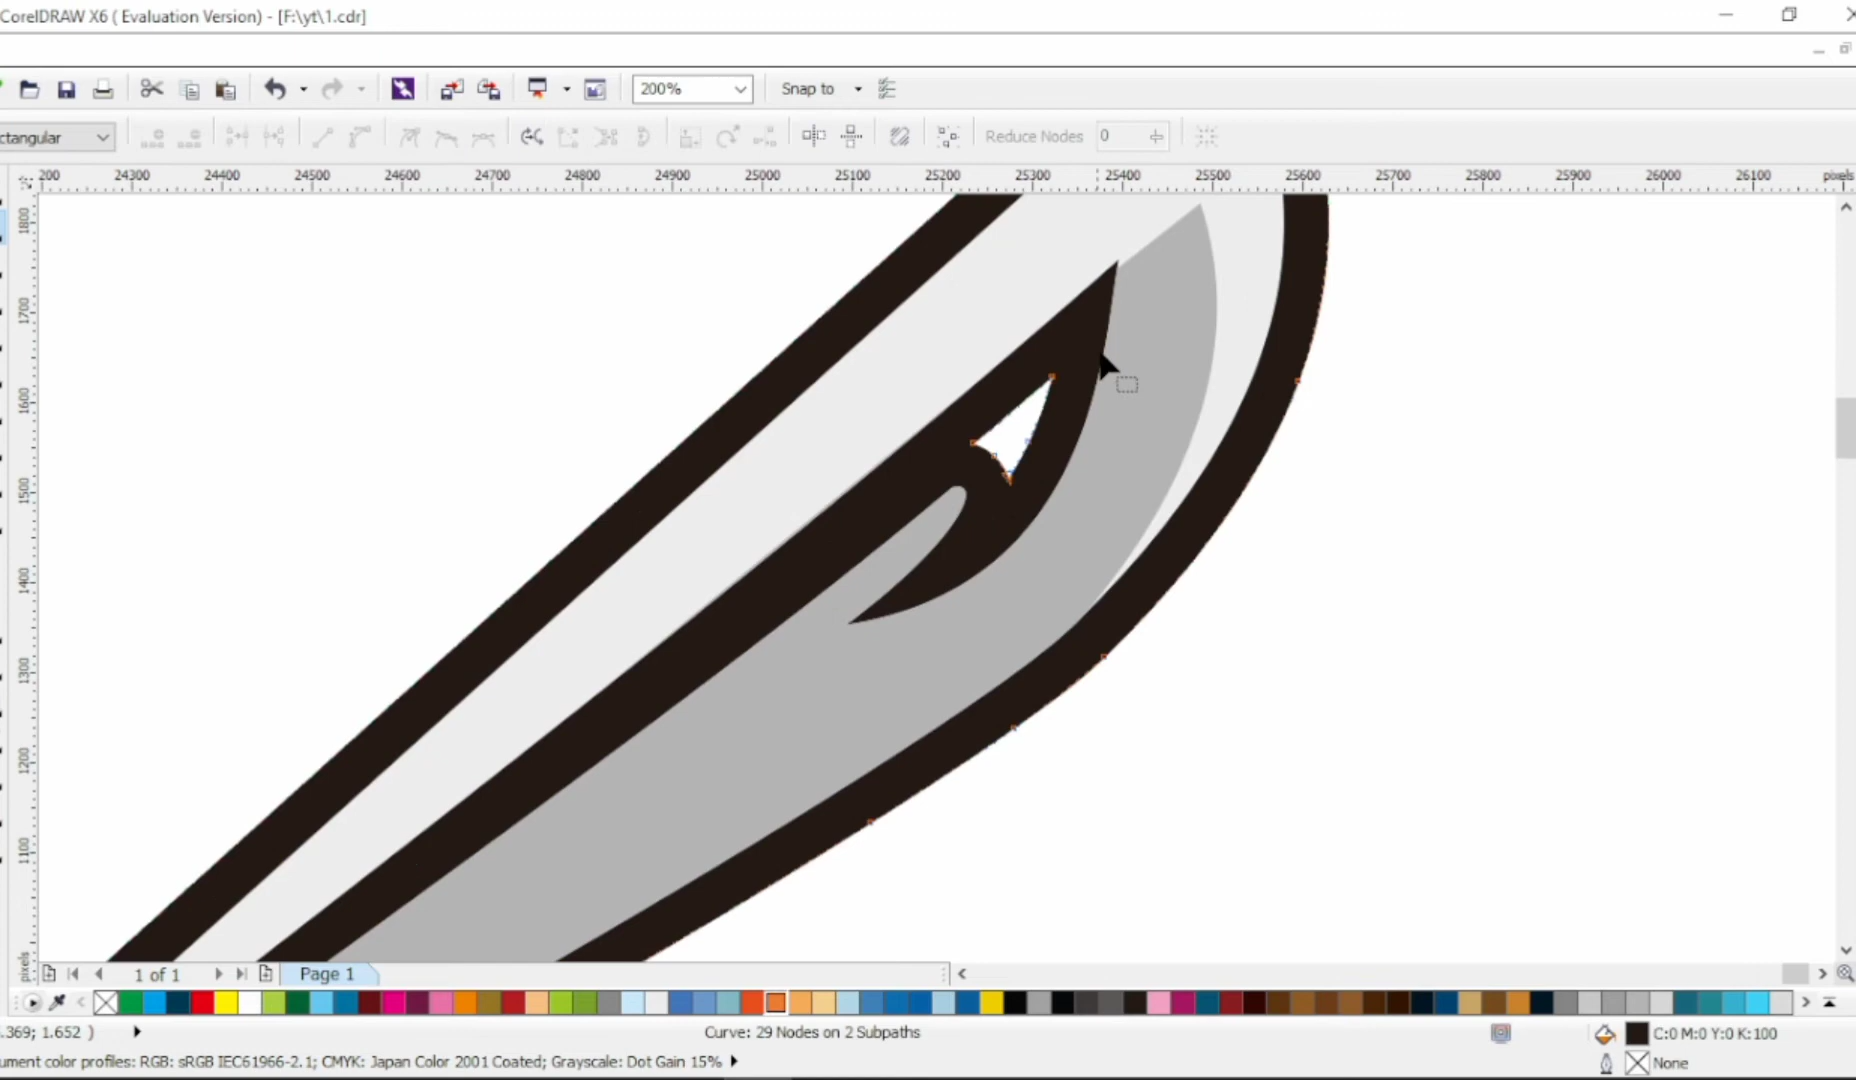 CorelDRAW X6 ( Evaluation Version) - [F:\yt\1.cdr]
200%
Snap to
ctangular
Reduce Nodes 0
200 24300 24400 24500 24600 24700 24800 24900 25000 25100 25200 25300 25400 25500 25600 25700 25800 25900 26000 26100 pixels
1800
1700
1600
1500
1400
1300
1200
1100
pixels
1 of 1
Page 1
.369; 1.652 )
Curve: 29 Nodes on 2 Subpaths
C:0 M:0 Y:0 K:100
ument color profiles: RGB: sRGB IEC61966-2.1; CMYK: Japan Color 2001 Coated; Grayscale: Dot Gain 15%
None